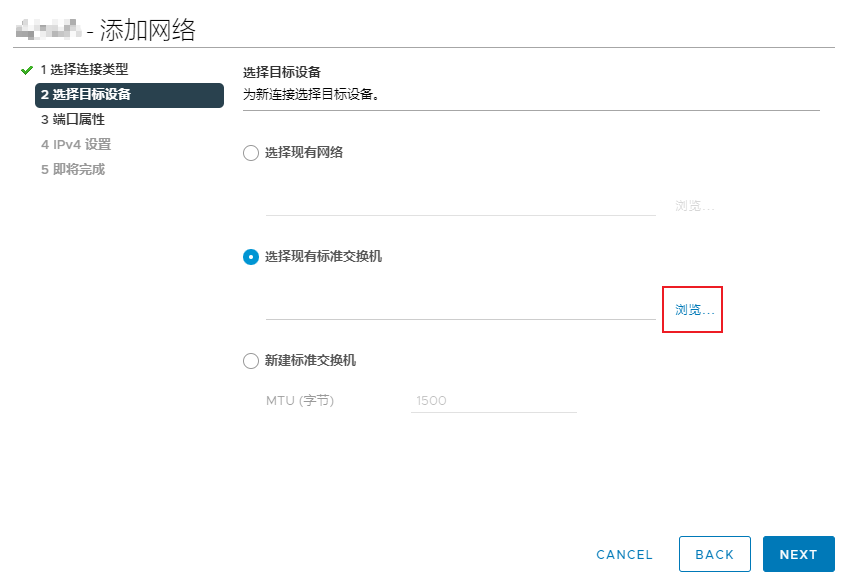 - 添加网络
1 选择连接类型
2 选择目标设备
3 端口属性
4 IPv4 设置
5 即将完成
选择目标设备
为新连接选择目标设备。
选择现有网络
浏览...
选择现有标准交换机
浏览...
新建标准交换机
MTU (字节) 1500
CANCEL BACK NEXT